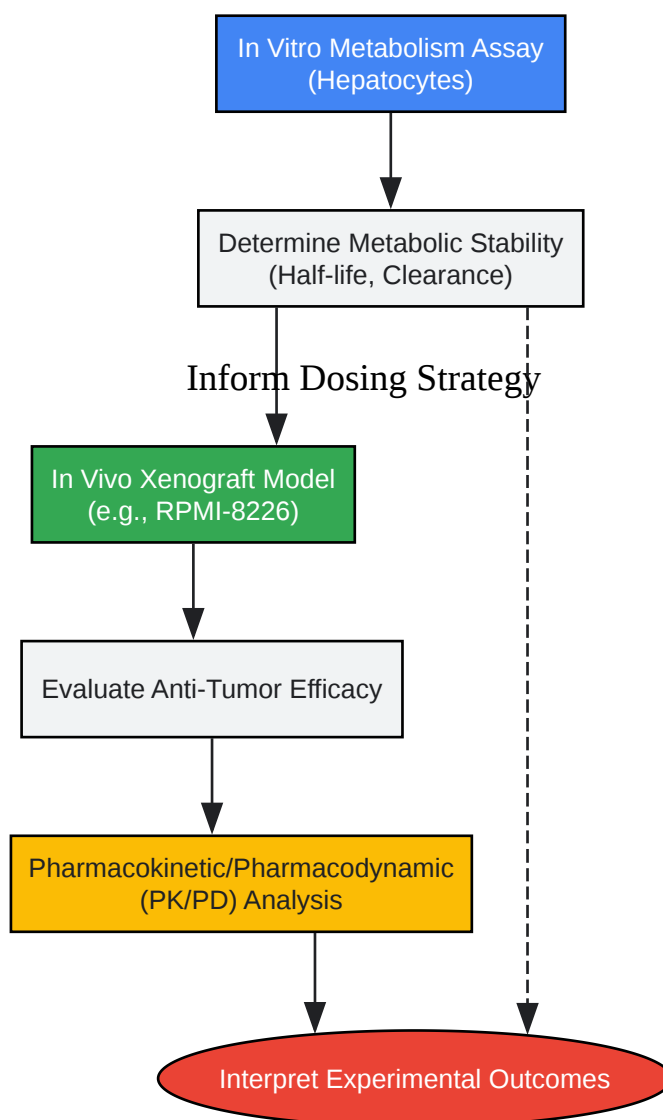 In Vitro Metabolism Assay
(Hepatocytes)
Determine Metabolic Stability
(Half-life, Clearance)
Inform Dosing Strategy
In Vivo Xenograft Model
(e.g., RPMI-8226)
Evaluate Anti-Tumor Efficacy
Pharmacokinetic/Pharmacodynamic
(PK/PD) Analysis
Interpret Experimental Outcomes